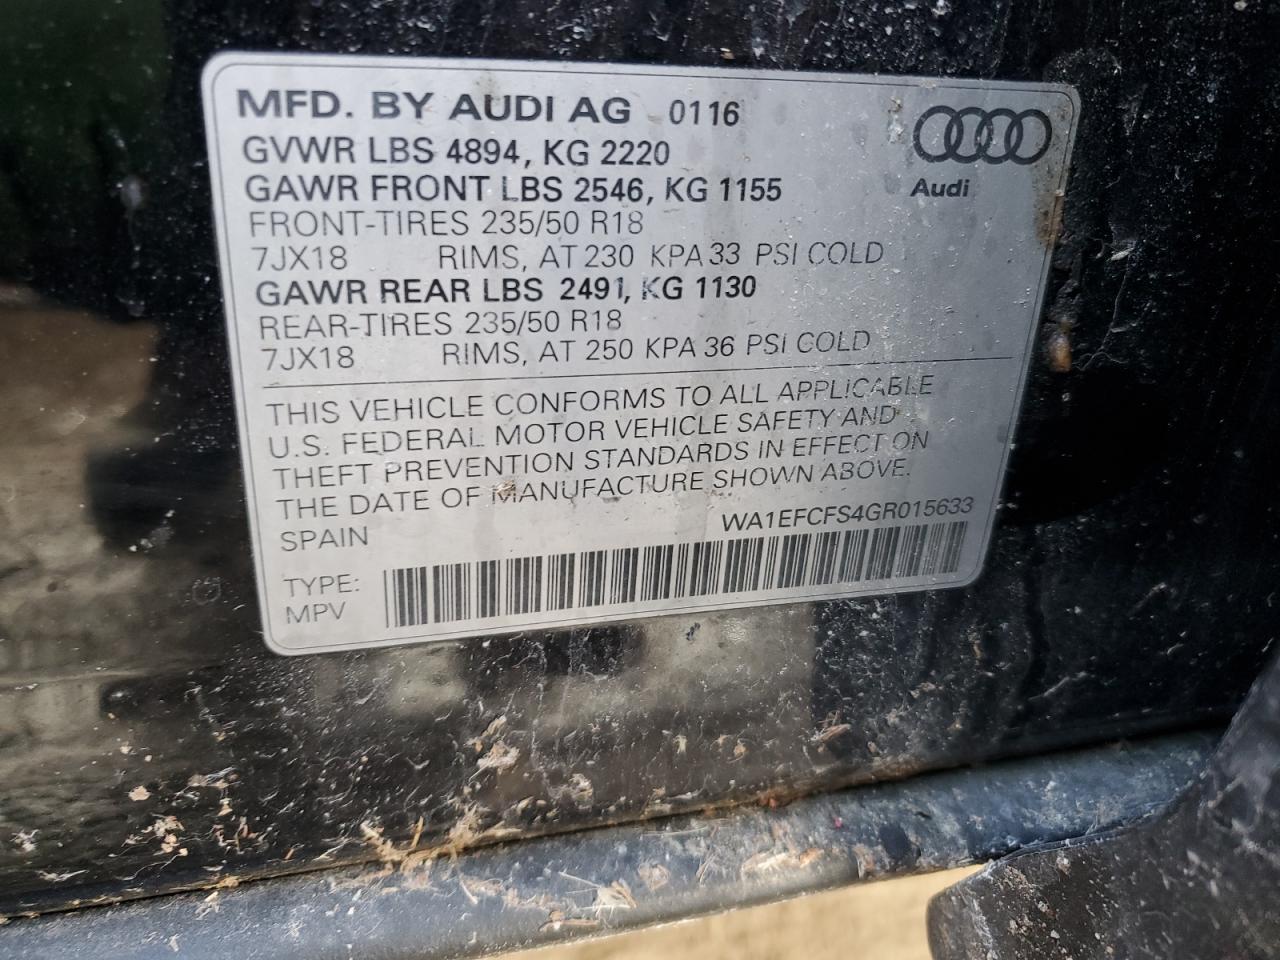 MFD. BY AUDI AG 0116
GVWR LBS 4894, KG 2220
GAWR FRONT LBS 2546, KG 1155
Audi
FRONT-TIRES 235/50 R18
7JX18 RIMS, AT 230 KPA 33 PSI COLD
GAWR REAR LBS 2491, KG 1130
REAR-TIRES 235/50 R18
7JX18 RIMS, AT 250 KPA 36 PSI COLD
THIS VEHICLE CONFORMS TO ALL APPLICABLE
U.S. FEDERAL MOTOR VEHICLE SAFETY AND
THEFT PREVENTION STANDARDS IN EFFECT ON
THE DATE OF MANUFACTURE SHOWN ABOVE.
SPAIN
WA1EFCFS4GR015633
TYPE:
MPV